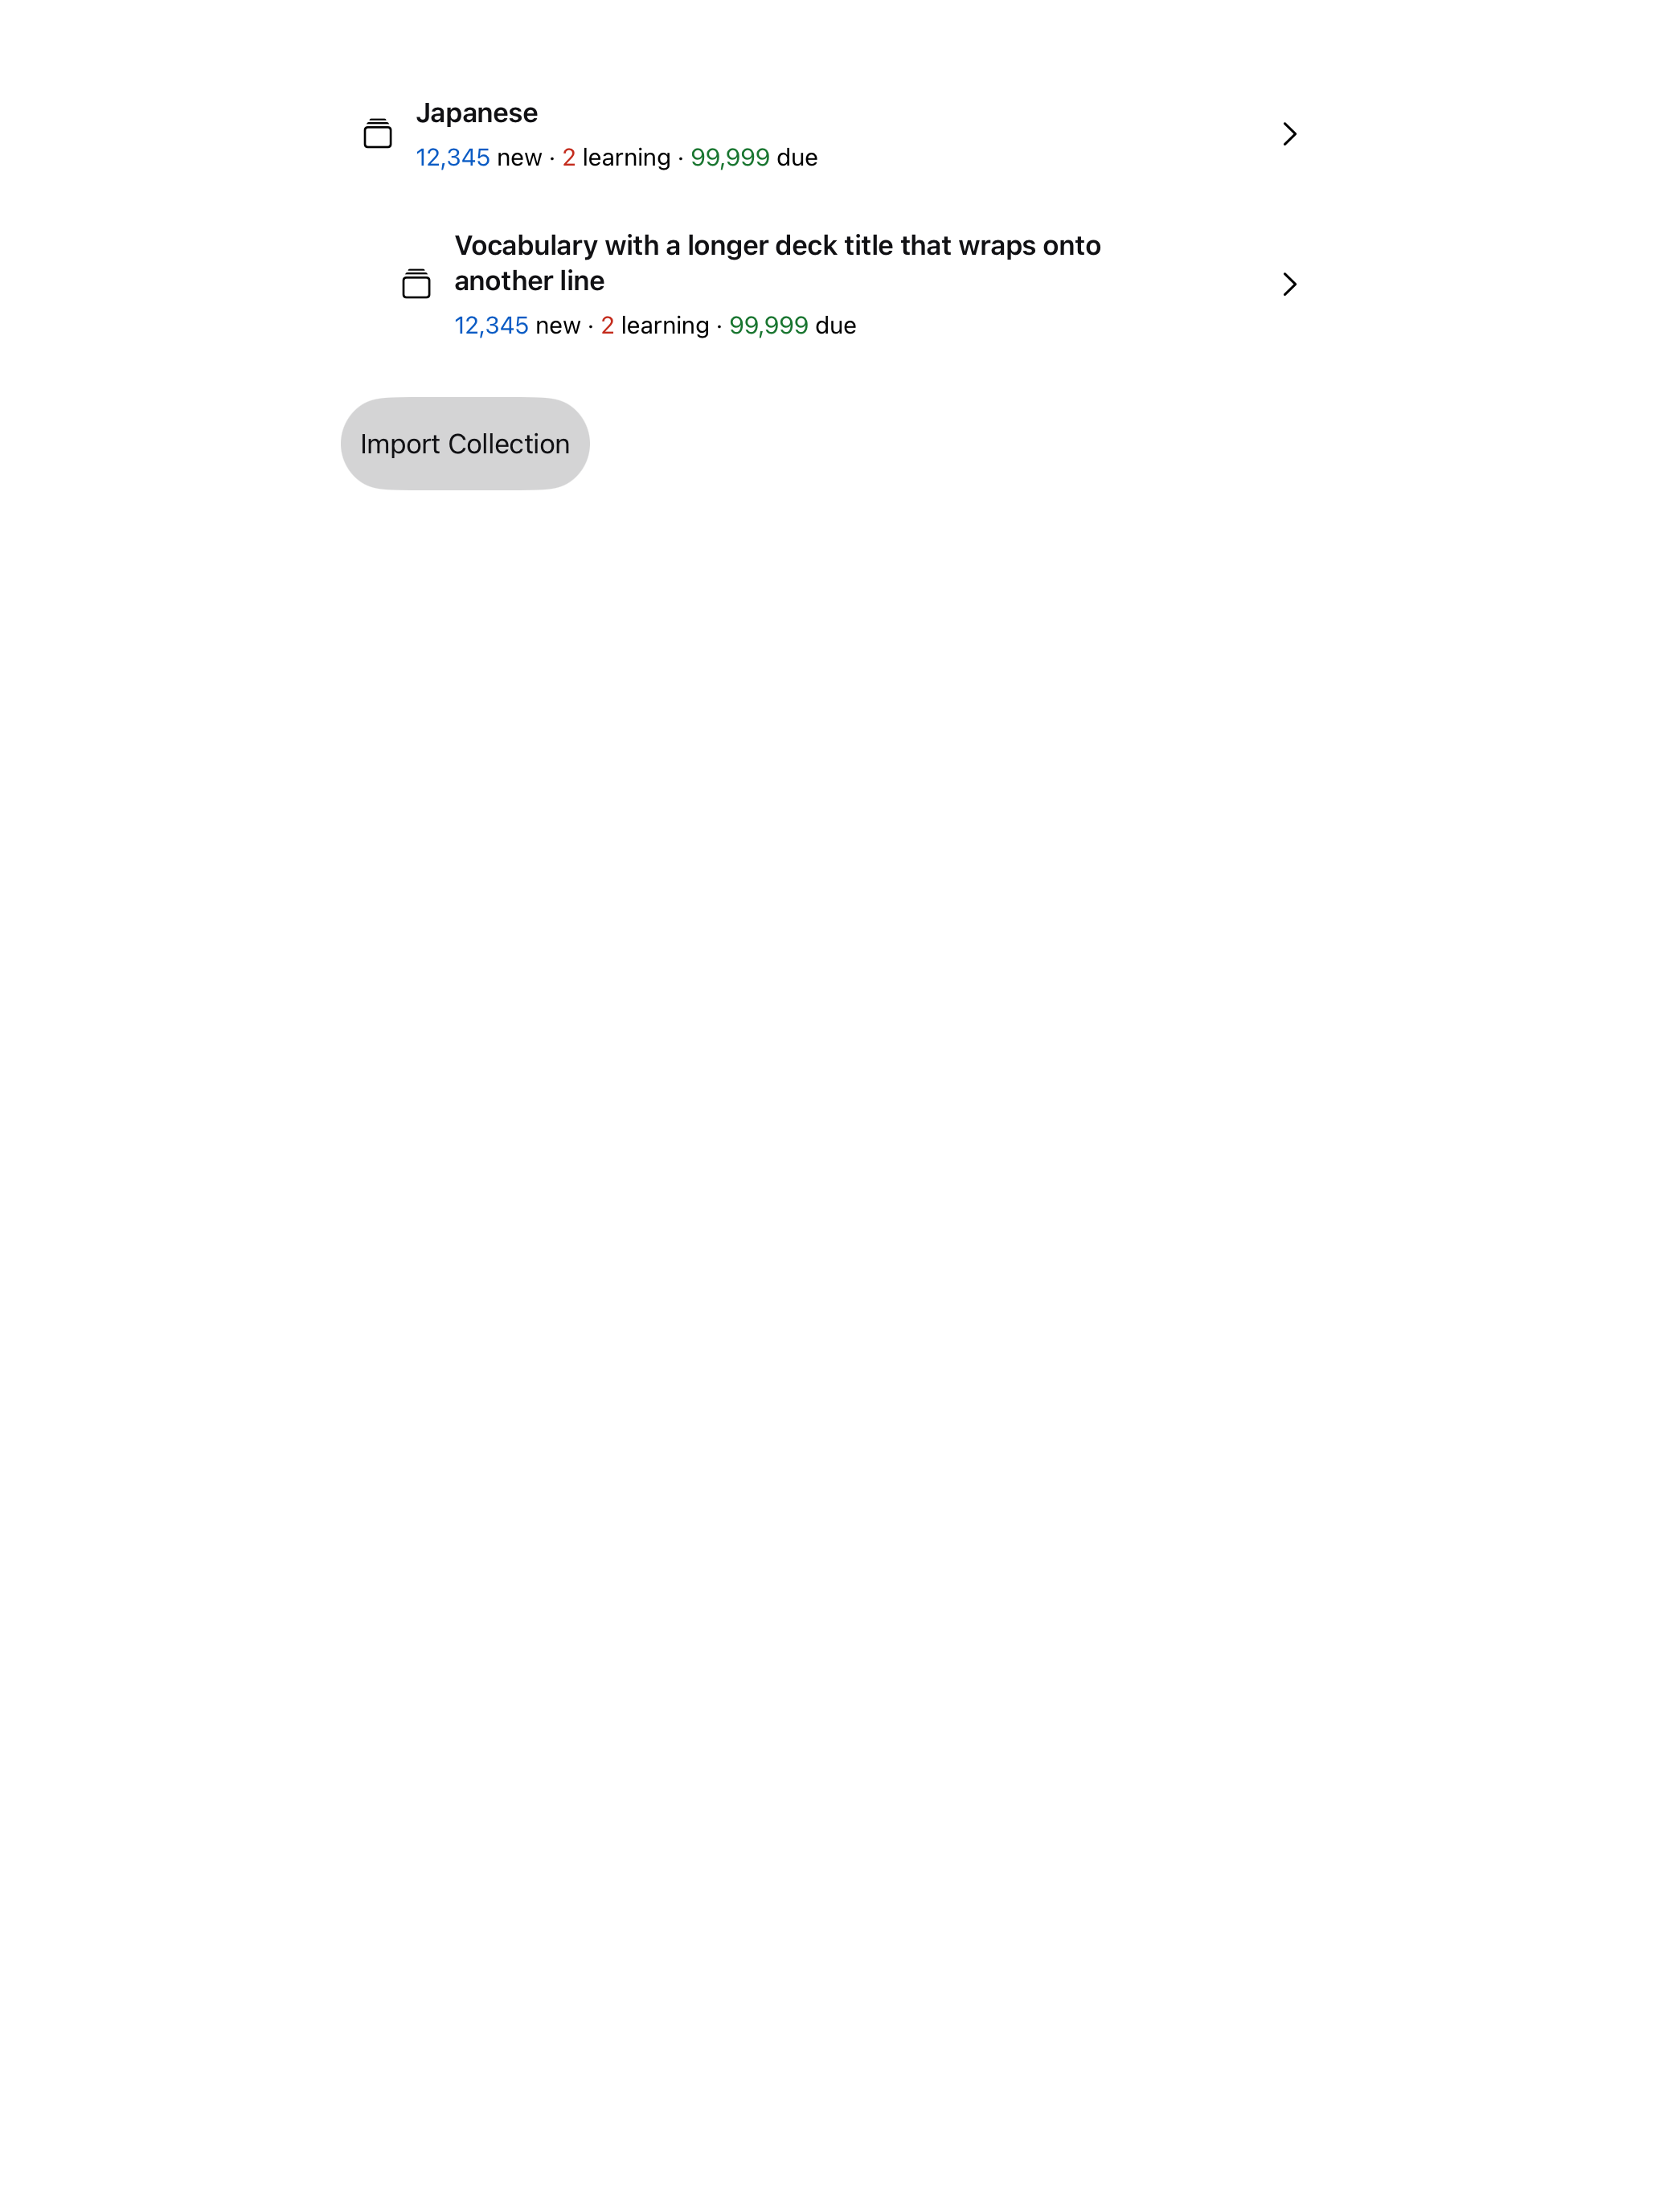 Japanese
12,345 new · 2 learning · 99,999 due
Vocabulary with a longer deck title that wraps onto
another line
12,345 new · 2 learning · 99,999 due
Import Collection